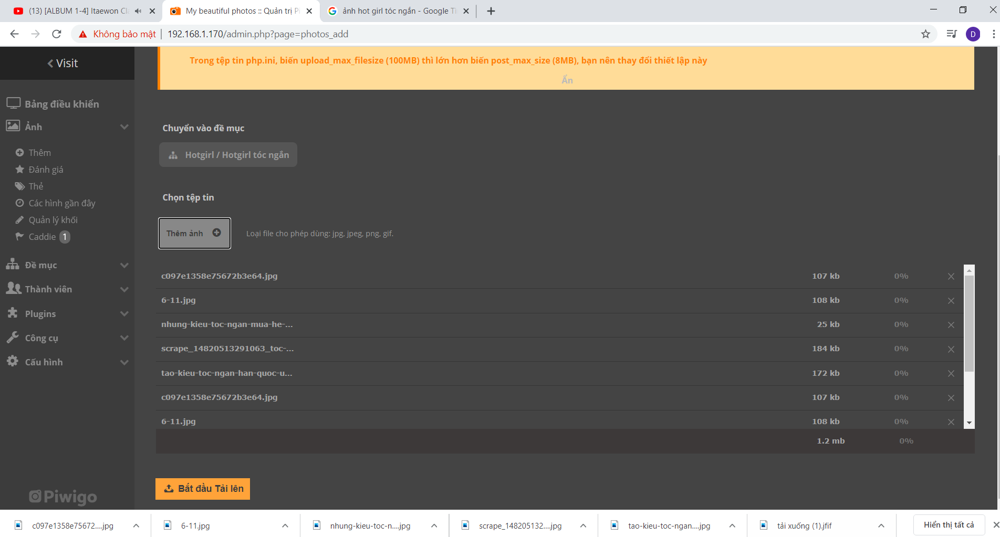 (13) [ALBUM 1-4] Itaewon Cl
My beautiful photos :: Quản trị Pi
ảnh hot girl tóc ngắn - Google Tì
Không bảo mật
192.168.1.170/admin.php?page=photos_add
D
Visit
Trong tệp tin php.ini, biến upload_max_filesize (100MB) thì lớn hơn biến post_max_size (8MB), bạn nên thay đổi thiết lập này
Ẩn
Bảng điều khiển
Ảnh
Thêm
Đánh giá
Thẻ
Các hình gần đây
Quản lý khối
Caddie 1
Đề mục
Thành viên
Plugins
Công cụ
Cấu hình
Piwigo
Chuyển vào đề mục
Hotgirl / Hotgirl tóc ngắn
Chọn tệp tin
Thêm ảnh
Loại file cho phép dùng: jpg, jpeg, png, gif.
c097e1358e75672b3e64.jpg 107 kb 0%
6-11.jpg 108 kb 0%
nhung-kieu-toc-ngan-mua-he-... 25 kb 0%
scrape_14820513291063_toc-... 184 kb 0%
tao-kieu-toc-ngan-han-quoc-u... 172 kb 0%
c097e1358e75672b3e64.jpg 107 kb 0%
6-11.jpg 108 kb 0%
1.2 mb 0%
Bắt đầu Tải lên
c097e1358e75672....jpg
6-11.jpg
nhung-kieu-toc-n....jpg
scrape_148205132....jpg
tao-kieu-toc-ngan....jpg
tải xuống (1).jfif
Hiển thị tất cả